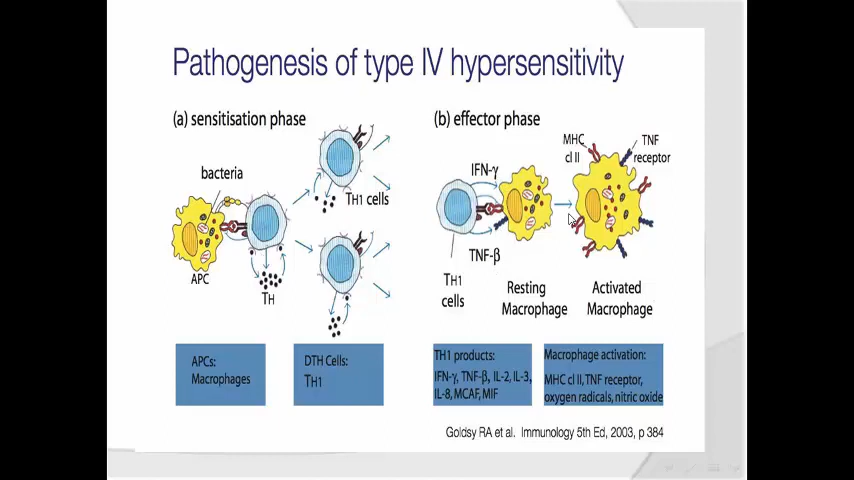 Pathogenesis of type IV hypersensitivity
(a) sensitisation phase
bacteria
APC
TH
TH1 cells
APCs:
Macrophages
DTH Cells:
TH1
(b) effector phase
IFN-γ
TNF-β
TH1
cells
Resting
Macrophage
MHC
cl II
TNF
receptor
Activated
Macrophage
TH1 products:
IFN-γ, TNF-β, IL-2, IL-3,
IL-8, MCAF, MIF
Macrophage activation:
MHC cl II, TNF receptor,
oxygen radicals, nitric oxide
Goldsy RA et al. Immunology 5th Ed, 2003, p 384